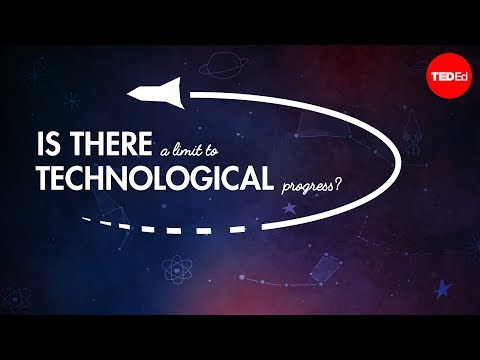 TEDEd
IS THERE a limit to
TECHNOLOGICAL progress?